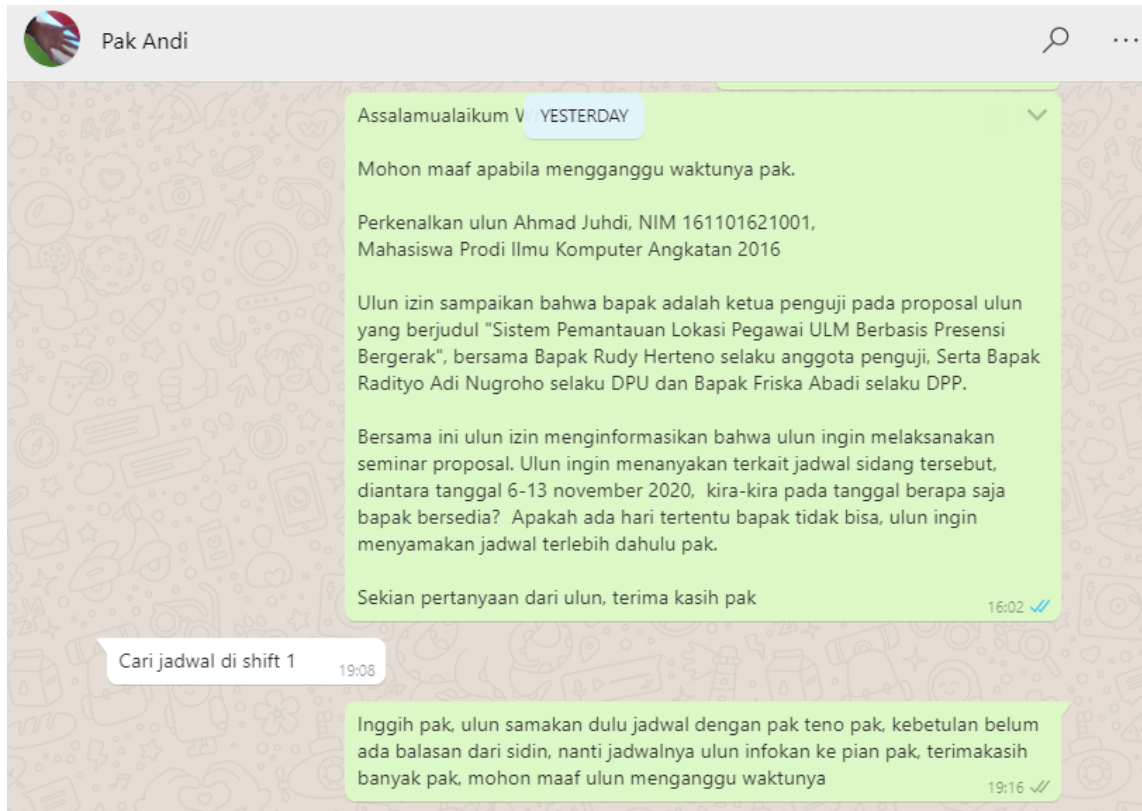 Pak Andi
YESTERDAY
Assalamualaikum
Mohon maaf apabila mengganggu waktunya pak.
Perkenalkan ulun Ahmad Juhdi, NIM 161101621001,
Mahasiswa Prodi Ilmu Komputer Angkatan 2016
Ulun izin sampaikan bahwa bapak adalah ketua penguji pada proposal ulun
yang berjudul "Sistem Pemantauan Lokasi Pegawai ULM Berbasis Presensi
Bergerak", bersama Bapak Rudy Herteno selaku anggota penguji, Serta Bapak
Radityo Adi Nugroho selaku DPU dan Bapak Friska Abadi selaku DPP.
Bersama ini ulun izin menginformasikan bahwa ulun ingin melaksanakan
seminar proposal. Ulun ingin menanyakan terkait jadwal sidang tersebut,
diantara tanggal 6-13 november 2020, kira-kira pada tanggal berapa saja
bapak bersedia? Apakah ada hari tertentu bapak tidak bisa, ulun ingin
menyamakan jadwal terlebih dahulu pak.
Sekian pertanyaan dari ulun, terima kasih pak
16:02
Cari jadwal di shift 1
19:08
Inggih pak, ulun samakan dulu jadwal dengan pak teno pak, kebetulan belum
ada balasan dari sidin, nanti jadwalnya ulun infokan ke pian pak, terimakasih
banyak pak, mohon maaf ulun menganggu waktunya
19:16